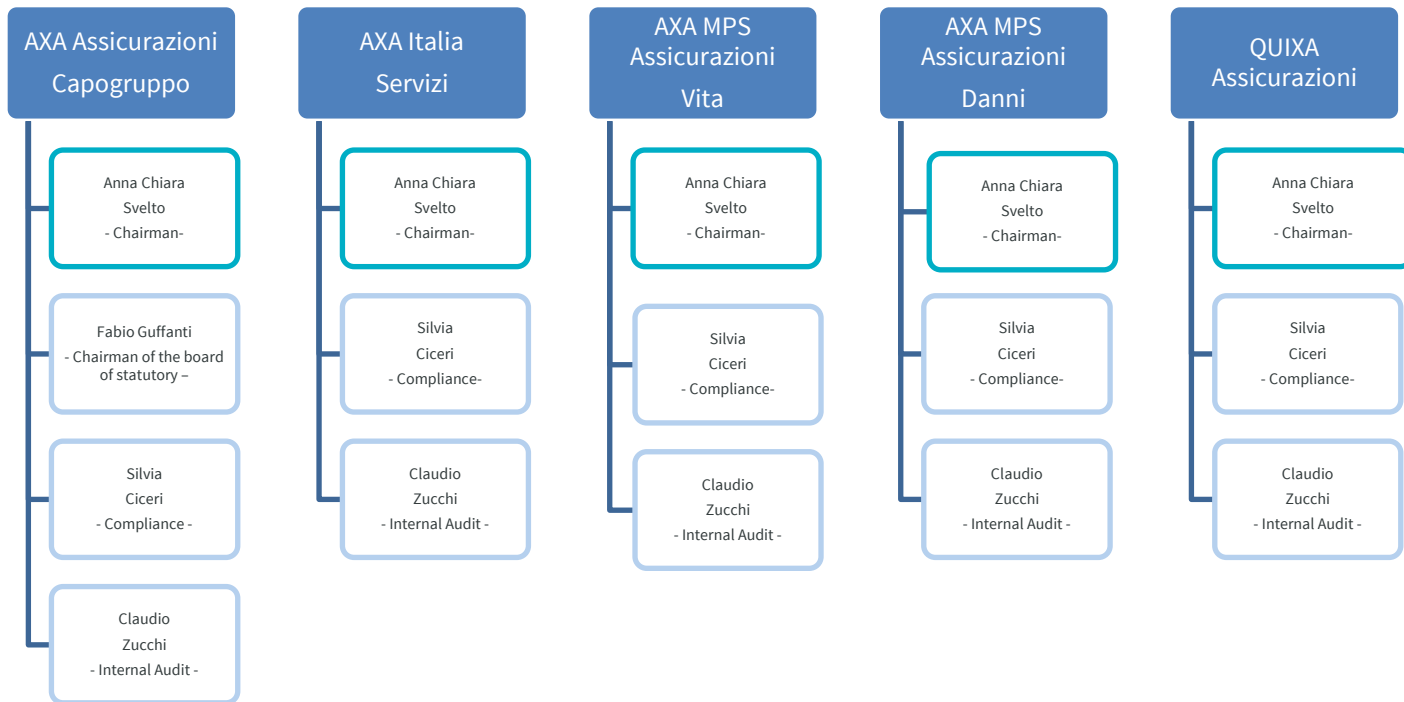 AXA Assicurazioni
Capogruppo
Anna Chiara
Svelto
- Chairman-
Fabio Guffanti
- Chairman of the board
of statutory –
Silvia
Ciceri
- Compliance -
Claudio
Zucchi
- Internal Audit -
AXA Italia
Servizi
Anna Chiara
Svelto
- Chairman-
Silvia
Ciceri
- Compliance-
Claudio
Zucchi
- Internal Audit -
AXA MPS
Assicurazioni
Vita
Anna Chiara
Svelto
- Chairman-
Silvia
Ciceri
- Compliance-
Claudio
Zucchi
- Internal Audit -
AXA MPS
Assicurazioni
Danni
Anna Chiara
Svelto
- Chairman-
Silvia
Ciceri
- Compliance-
Claudio
Zucchi
- Internal Audit -
QUIXA
Assicurazioni
Anna Chiara
Svelto
- Chairman-
Silvia
Ciceri
- Compliance-
Claudio
Zucchi
- Internal Audit -